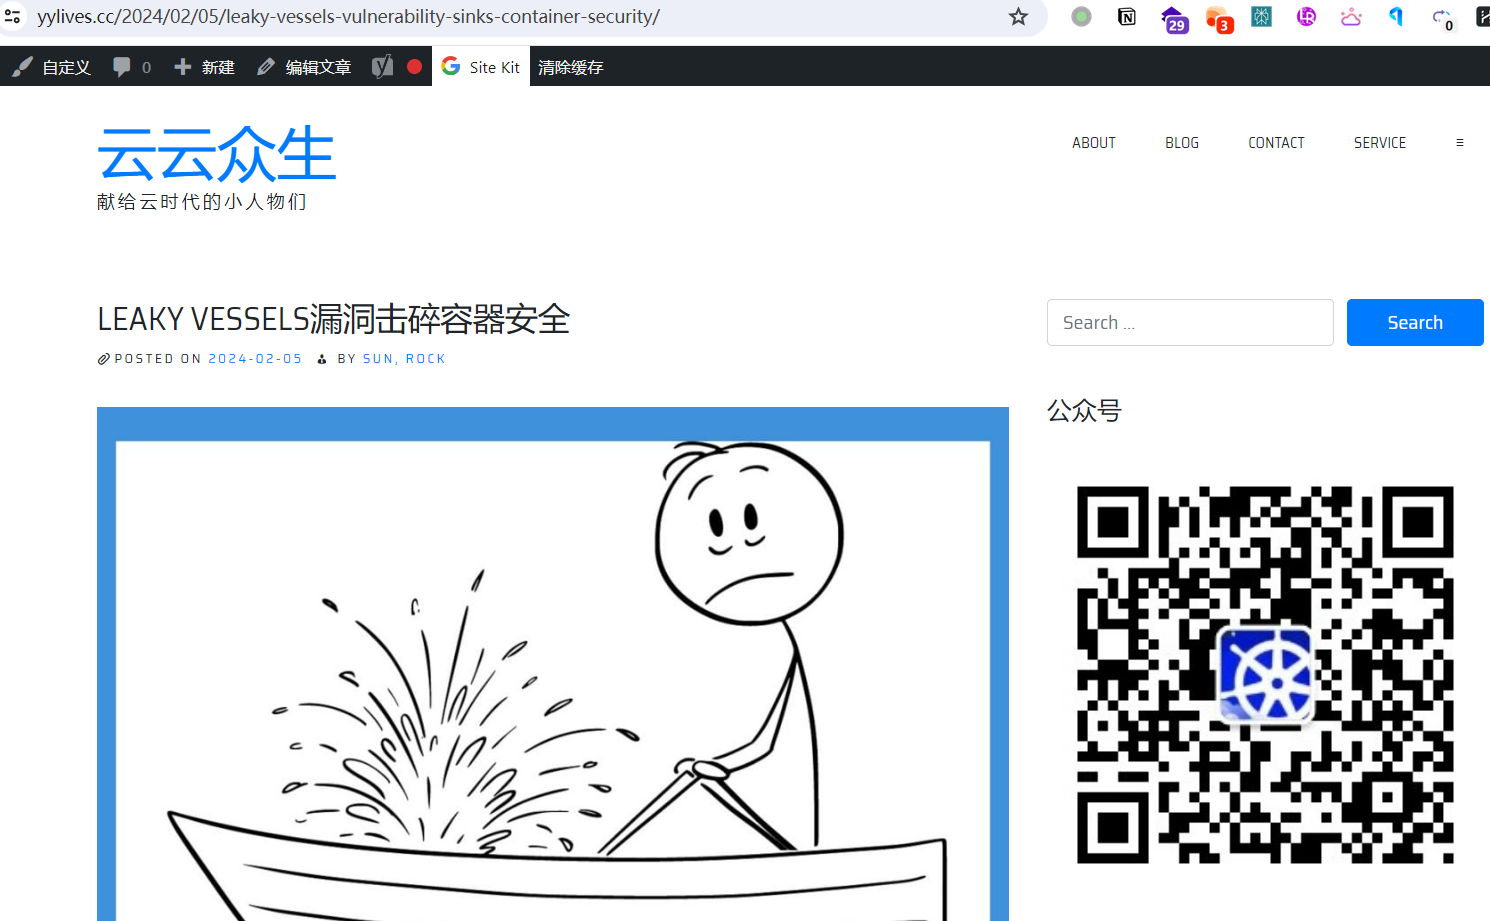 yylives.cc/2024/02/05/leaky-vessels-vulnerability-sinks-container-security/
29
3
0
自定义 0 新建 编辑文章 Site Kit 清除缓存
云云众生
献给云时代的小人物们
ABOUT BLOG CONTACT SERVICE ≡
LEAKY VESSELS漏洞击碎容器安全
POSTED ON 2024-02-05 BY SUN, ROCK
Search ...
Search
公众号